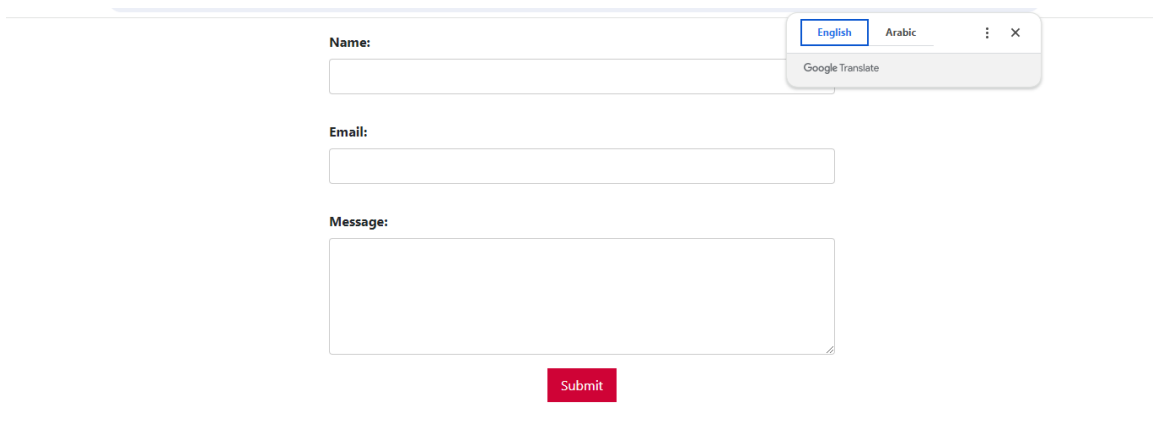 English Arabic
Google Translate
Name:
Email:
Message:
Submit